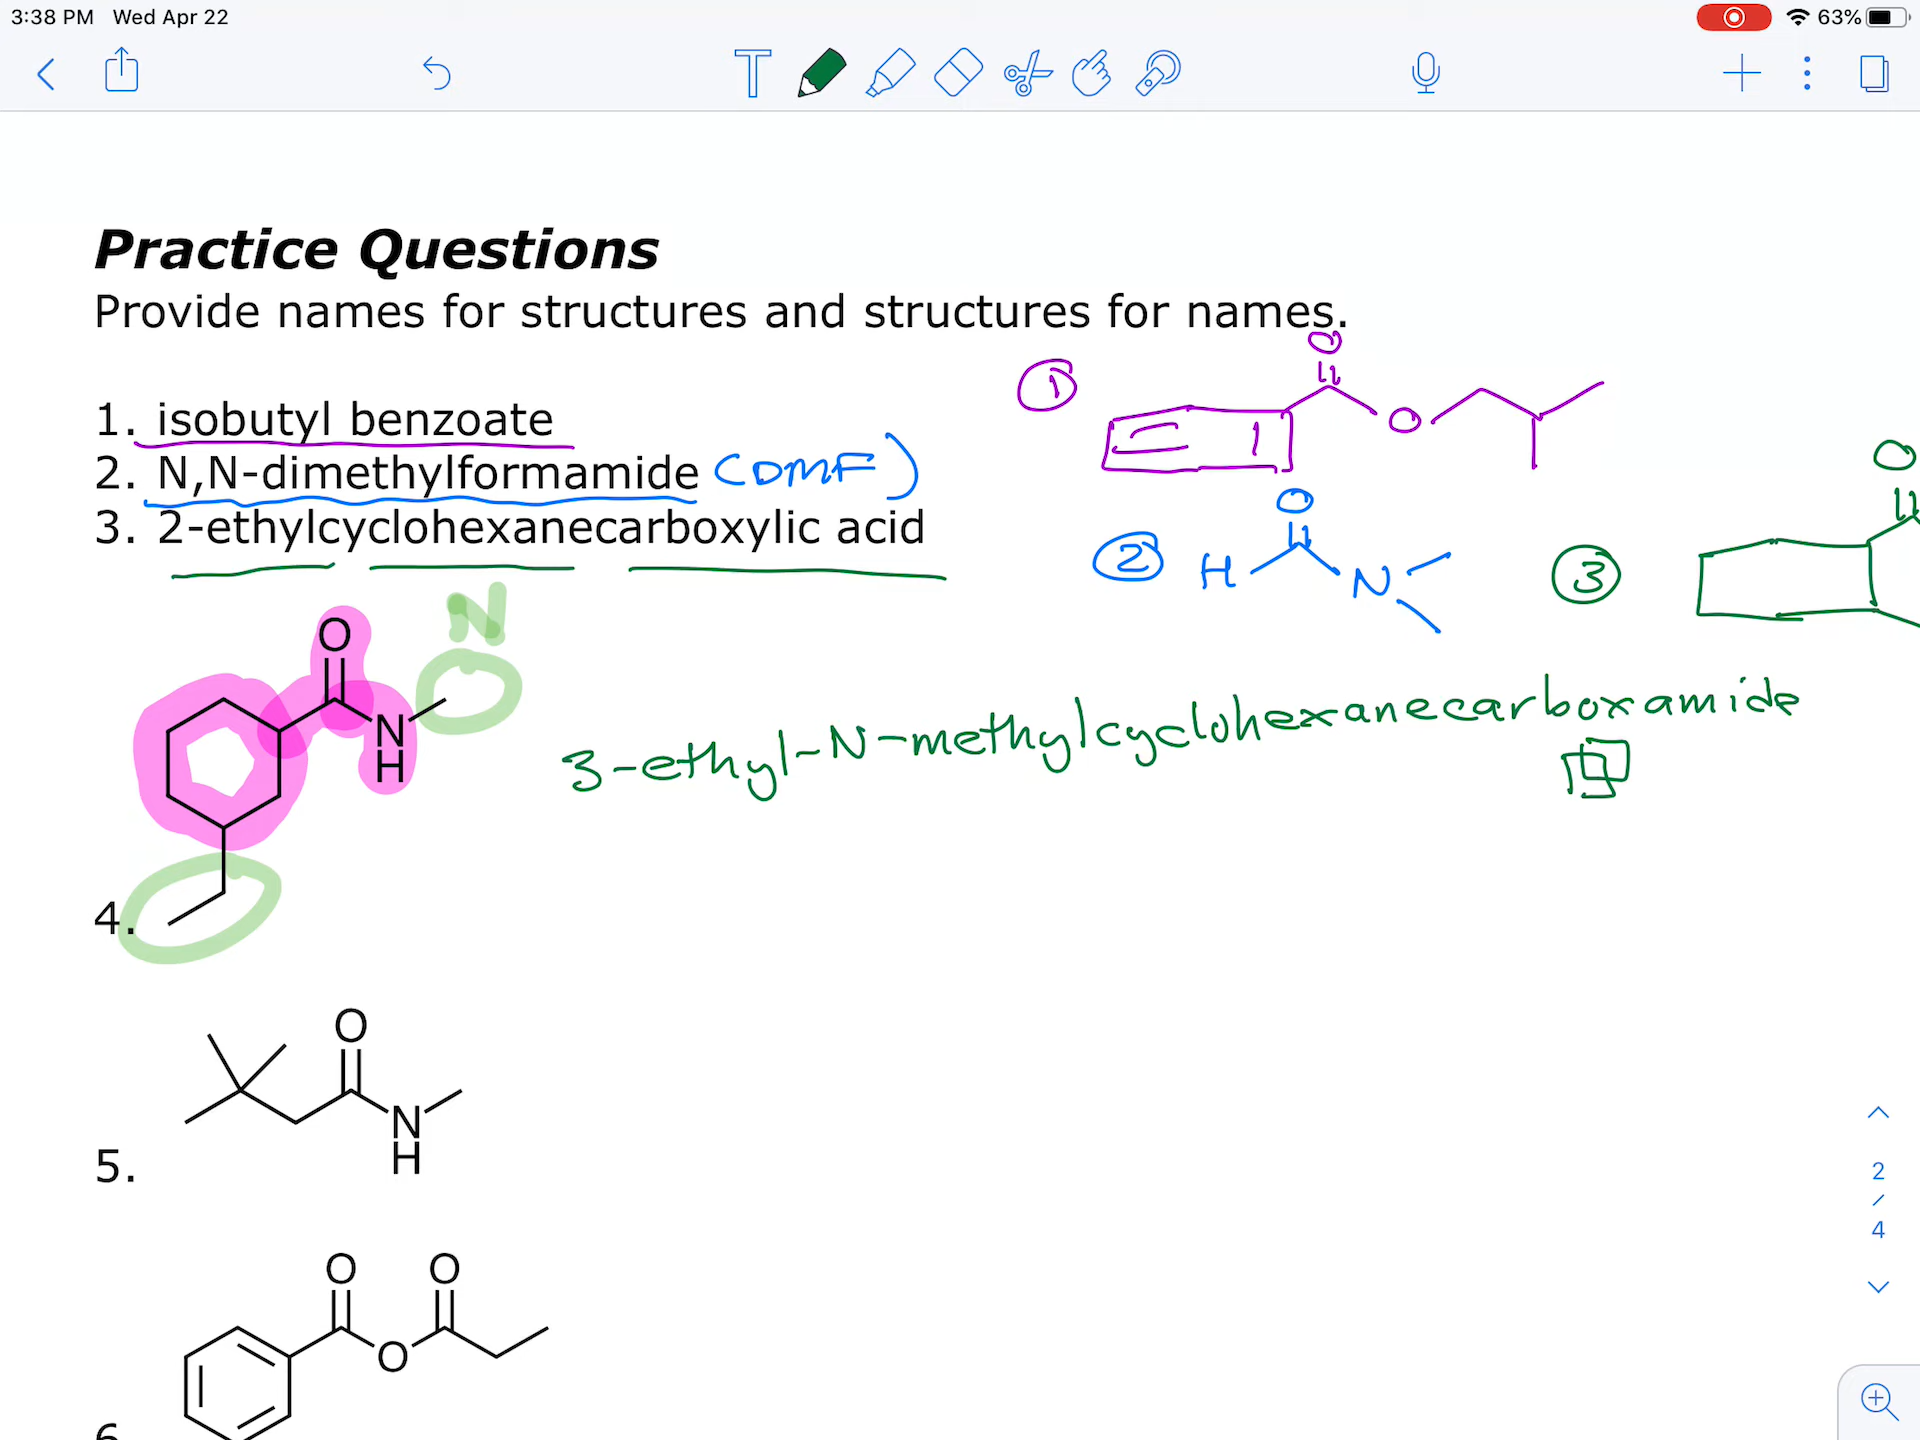 3:38 PM Wed Apr 22
63%
T
Practice Questions
Provide names for structures and structures for names.
1. isobutyl benzoate
2. N,N-dimethylformamide (DMF)
3. 2-ethylcyclohexanecarboxylic acid
1
O
O
2
H
O
N
3
O
N
O
N
H
3-ethyl-N-methylcyclohexanecarboxamide
4.
O
N
H
5.
O
O
O
2
/
4